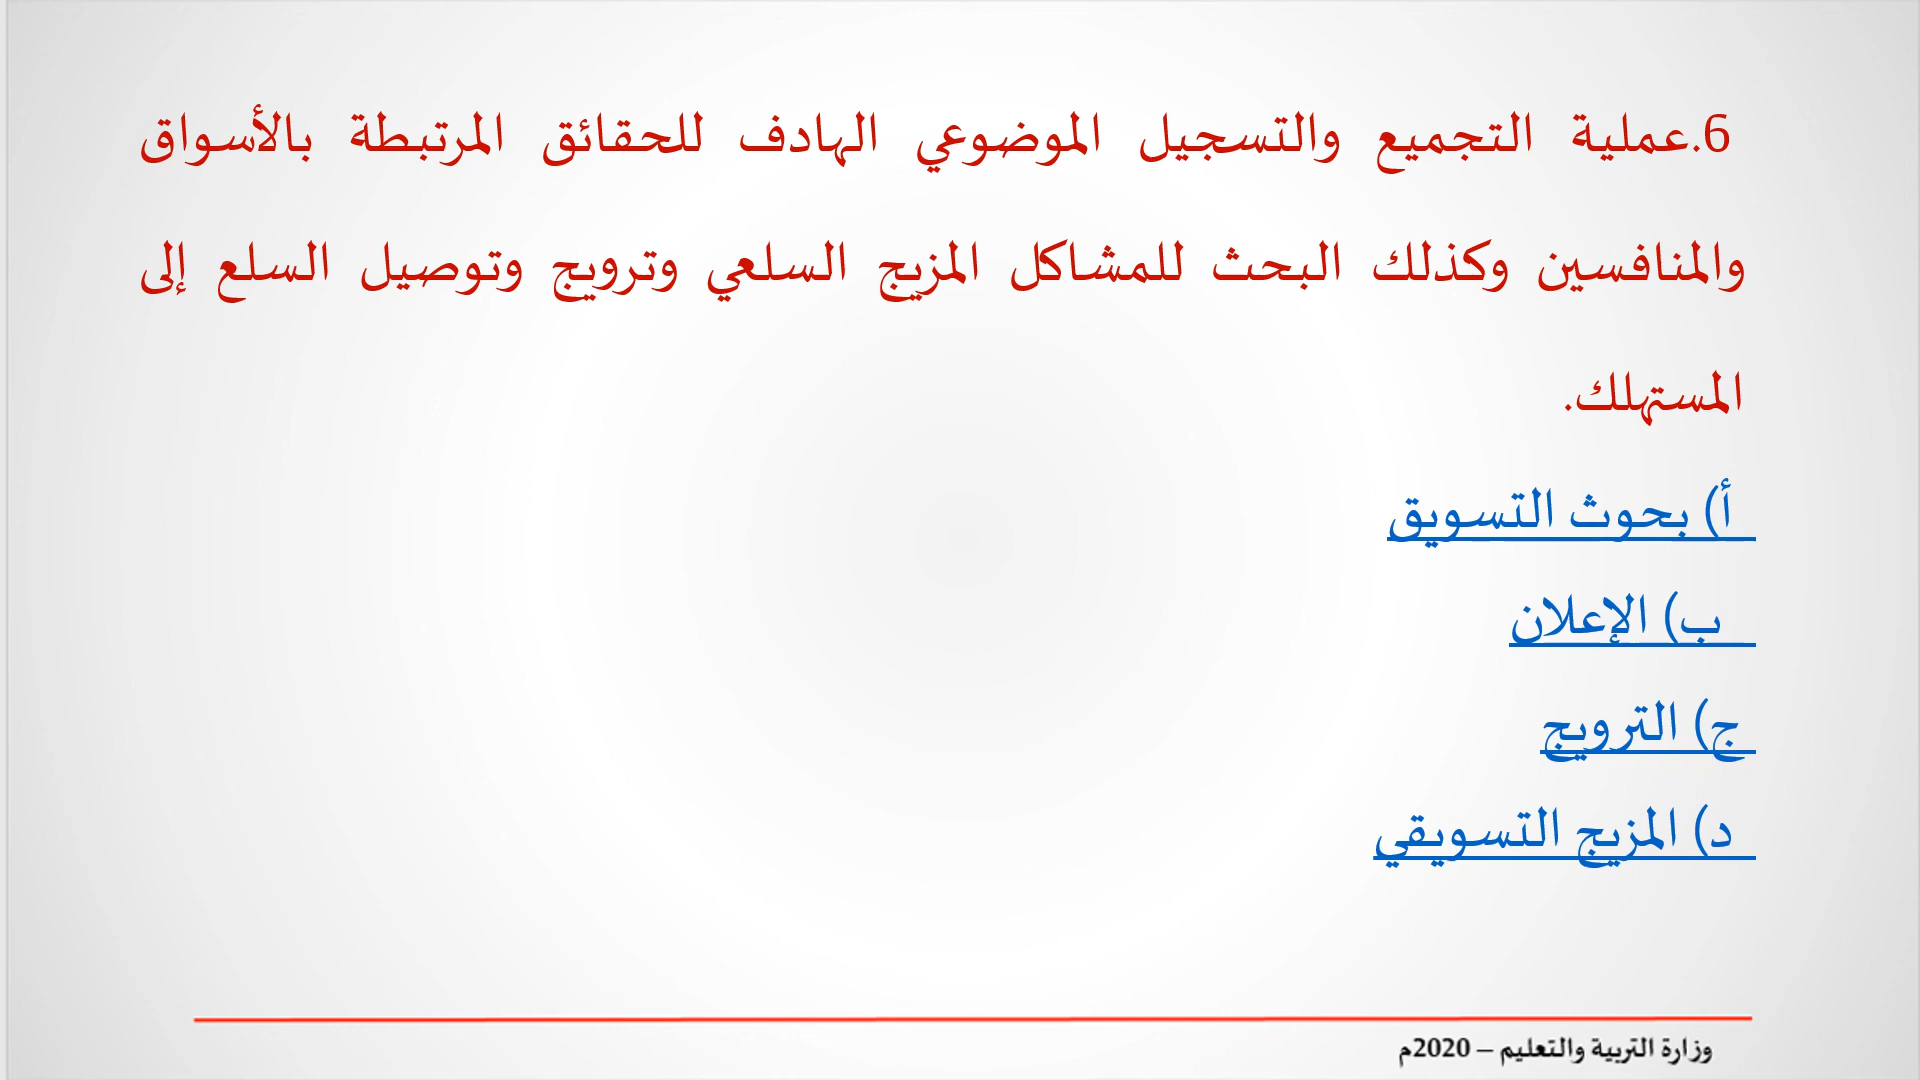 6.عملية التجميع والتسجيل الموضوعي الهادف للحقائق المرتبطة بالأسواق
والمنافسين وكذلك البحث للمشاكل المزيج السلعي وترويج وتوصيل السلع إلى
المستهلك.
أ) بحوث التسويق
ب) الإعلان
ج) الترويج
د) المزيج التسويقي
وزارة التربية والتعليم – 2020م